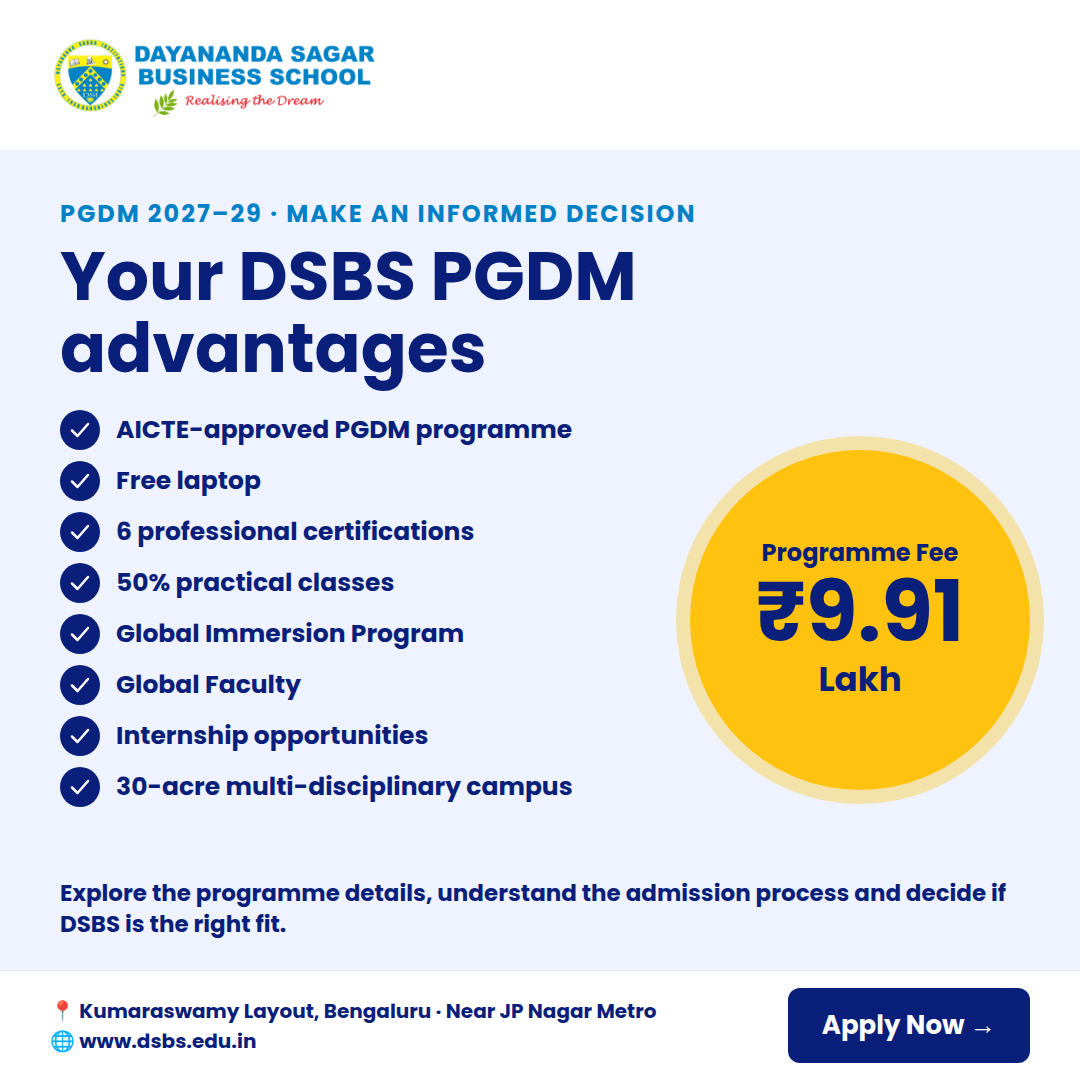 DAYANANDA SAGAR
BUSINESS SCHOOL
Realising the Dream
PGDM 2027–29 · MAKE AN INFORMED DECISION
Your DSBS PGDM
advantages
AICTE-approved PGDM programme
Free laptop
6 professional certifications
50% practical classes
Global Immersion Program
Global Faculty
Internship opportunities
30-acre multi-disciplinary campus
Programme Fee
₹9.91
Lakh
Explore the programme details, understand the admission process and decide if
DSBS is the right fit.
📍 Kumaraswamy Layout, Bengaluru · Near JP Nagar Metro
🌐 www.dsbs.edu.in
Apply Now →